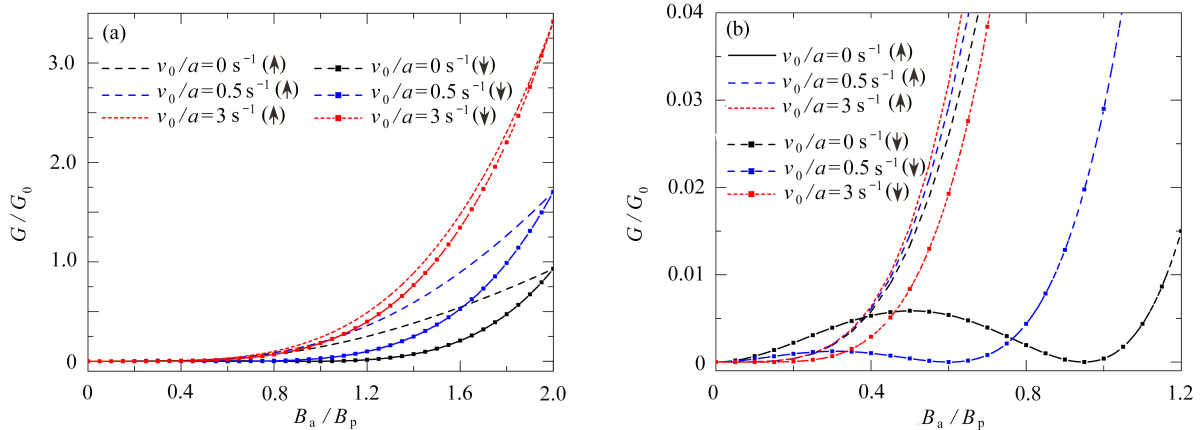 (a)
v₀/a=0 s⁻¹ (↑)
v₀/a=0.5 s⁻¹ (↑)
v₀/a=3 s⁻¹ (↑)
v₀/a=0 s⁻¹ (↓)
v₀/a=0.5 s⁻¹(↓)
v₀/a=3 s⁻¹ (↓)
G / G₀
3.0
2.0
1.0
0
0 0.4 0.8 1.2 1.6 2.0
Bₐ / Bₚ
(b)
v₀/a=0 s⁻¹ (↑)
v₀/a=0.5 s⁻¹ (↑)
v₀/a=3 s⁻¹ (↑)
v₀/a=0 s⁻¹(↓)
v₀/a=0.5 s⁻¹(↓)
v₀/a=3 s⁻¹(↓)
G / G₀
0.04
0.03
0.02
0.01
0
0 0.4 0.8 1.2
Bₐ / Bₚ